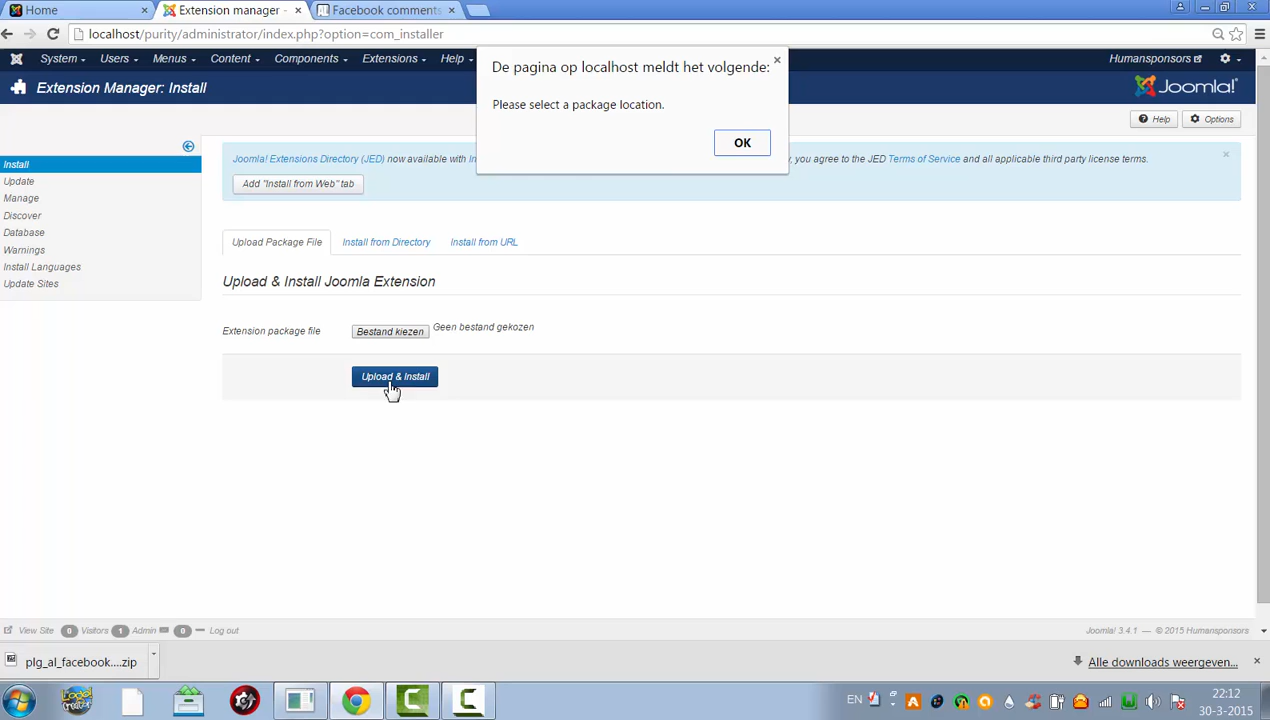 Home
Extension manager -
Facebook comments
localhost/purity/administrator/index.php?option=com_installer
System Users Menus Content Components Extensions Help Humansponsors
Extension Manager: Install
Joomla!
De pagina op localhost meldt het volgende:
Please select a package location.
OK
Help Options
Install
Update
Manage
Discover
Database
Warnings
Install Languages
Update Sites
Joomla! Extensions Directory (JED) now available with In y, you agree to the JED Terms of Service and all applicable third party license terms.
Add "Install from Web" tab
Upload Package File Install from Directory Install from URL
Upload & Install Joomla Extension
Extension package file Bestand kiezen Geen bestand gekozen
Upload & Install
View Site 0 Visitors 1 Admin 0 Log out
Joomla! 3.4.1 — © 2015 Humansponsors
plg_al_facebook....zip
Alle downloads weergeven...
EN
22:12
30-3-2015